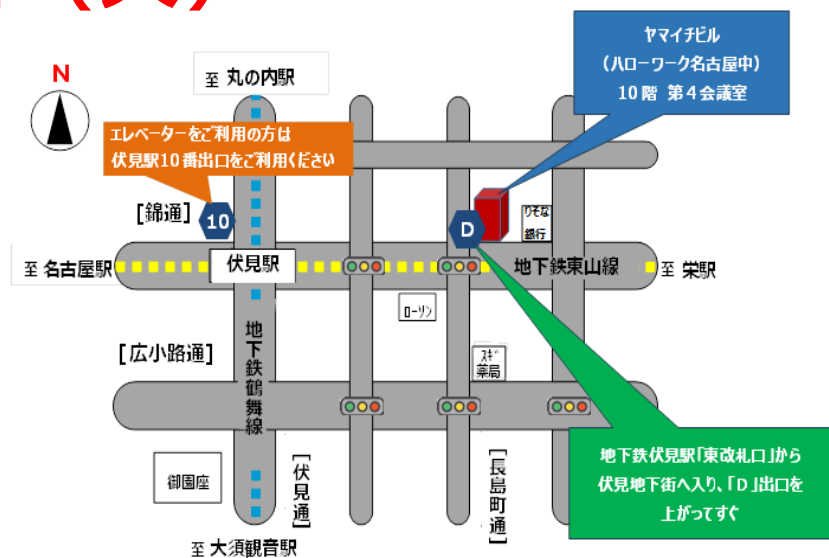 ヤマイチビル
（ハローワーク名古屋中）
10階 第４会議室
至 丸の内駅
N
エレベーターをご利用の方は
伏見駅10番出口をご利用ください
［錦通］
10
D
りそな
銀行
至 名古屋駅
伏見駅
地下鉄東山線
至 栄駅
ローソン
［広小路通］
地下鉄鶴舞線
スギ
薬局
御園座
［伏見通］
［長島町通］
地下鉄伏見駅「東改札口」から
伏見地下街へ入り、「D」出口を
上がってすぐ
至 大須観音駅